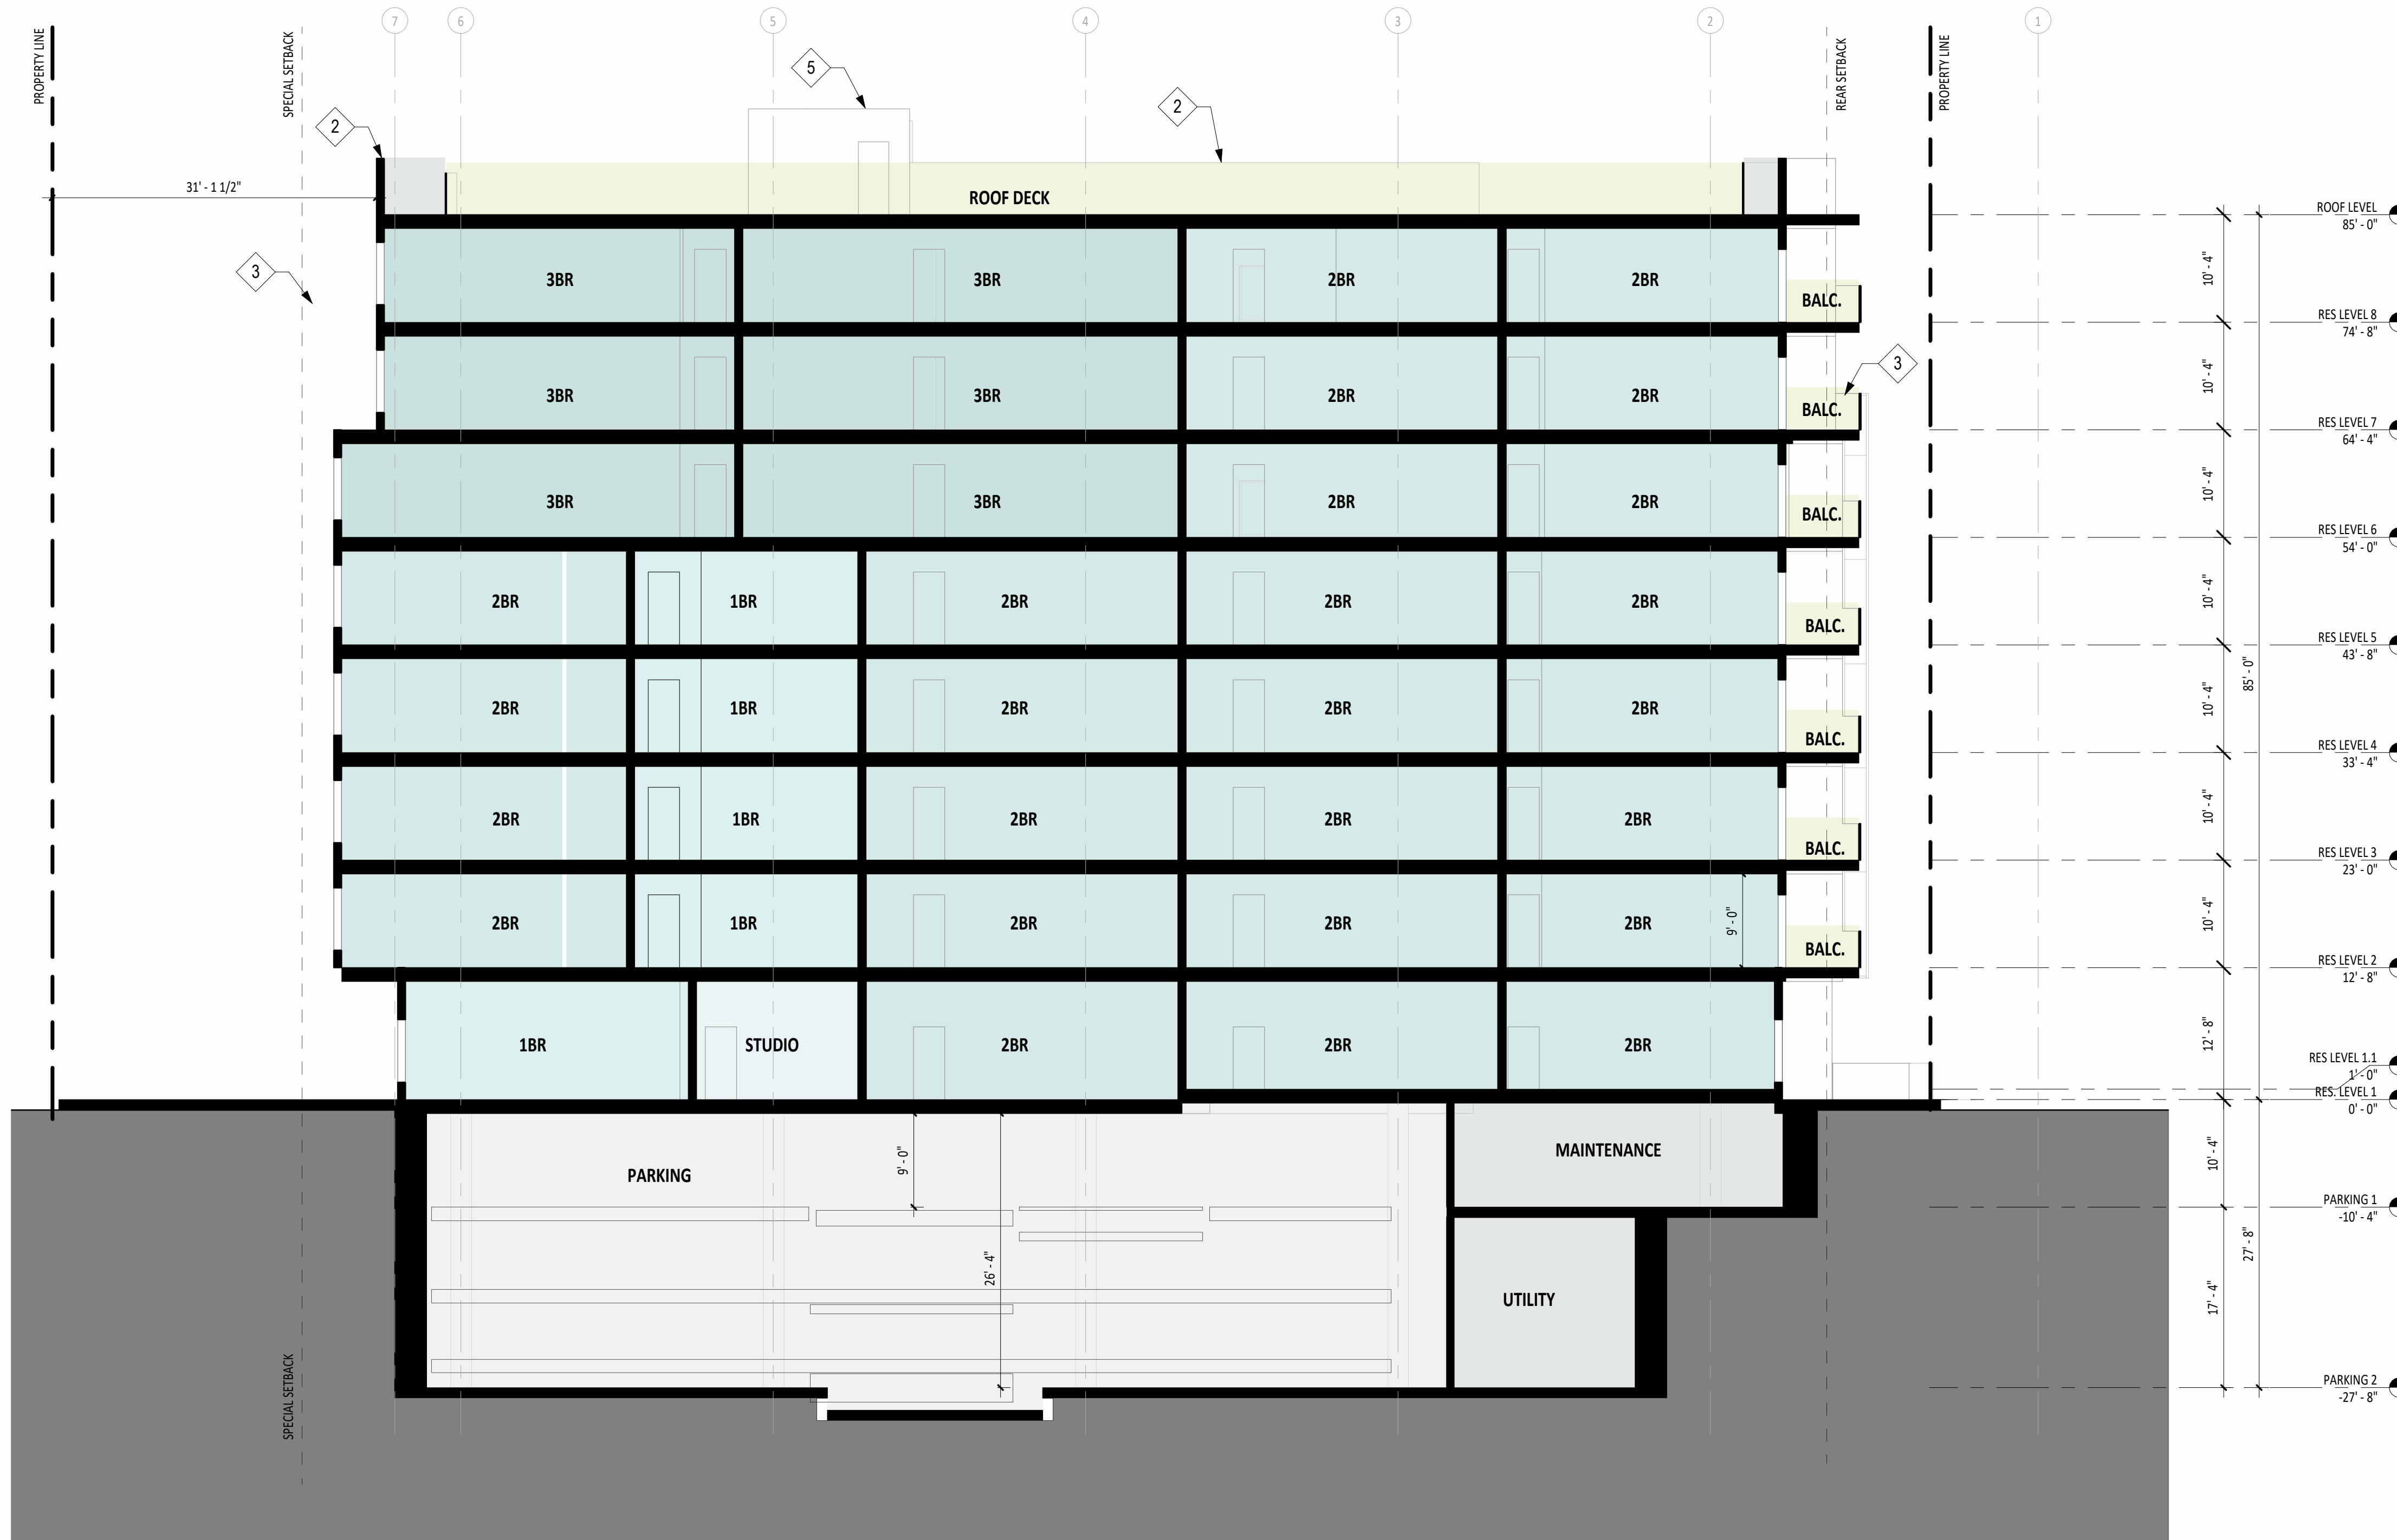 7
6
5
4
3
2
1
PROPERTY LINE
SPECIAL SETBACK
REAR SETBACK
PROPERTY LINE
5
2
2
31' - 1 1/2"
ROOF DECK
ROOF LEVEL
85' - 0"
3
3BR
3BR
2BR
2BR
BALC.
10' - 4"
RES LEVEL 8
74' - 8"
3
3BR
3BR
2BR
2BR
BALC.
10' - 4"
RES LEVEL 7
64' - 4"
3BR
3BR
2BR
2BR
BALC.
10' - 4"
RES LEVEL 6
54' - 0"
2BR
1BR
2BR
2BR
2BR
BALC.
10' - 4"
RES LEVEL 5
43' - 8"
85' - 0"
2BR
1BR
2BR
2BR
2BR
BALC.
10' - 4"
RES LEVEL 4
33' - 4"
2BR
1BR
2BR
2BR
2BR
BALC.
10' - 4"
RES LEVEL 3
23' - 0"
2BR
1BR
2BR
2BR
2BR
9' - 0"
BALC.
10' - 4"
RES LEVEL 2
12' - 8"
1BR
STUDIO
2BR
2BR
2BR
12' - 8"
RES LEVEL 1.1
1' - 0"
RES. LEVEL 1
0' - 0"
PARKING
9' - 0"
MAINTENANCE
10' - 4"
PARKING 1
-10' - 4"
26' - 4"
UTILITY
17' - 4"
27' - 8"
PARKING 2
-27' - 8"
SPECIAL SETBACK